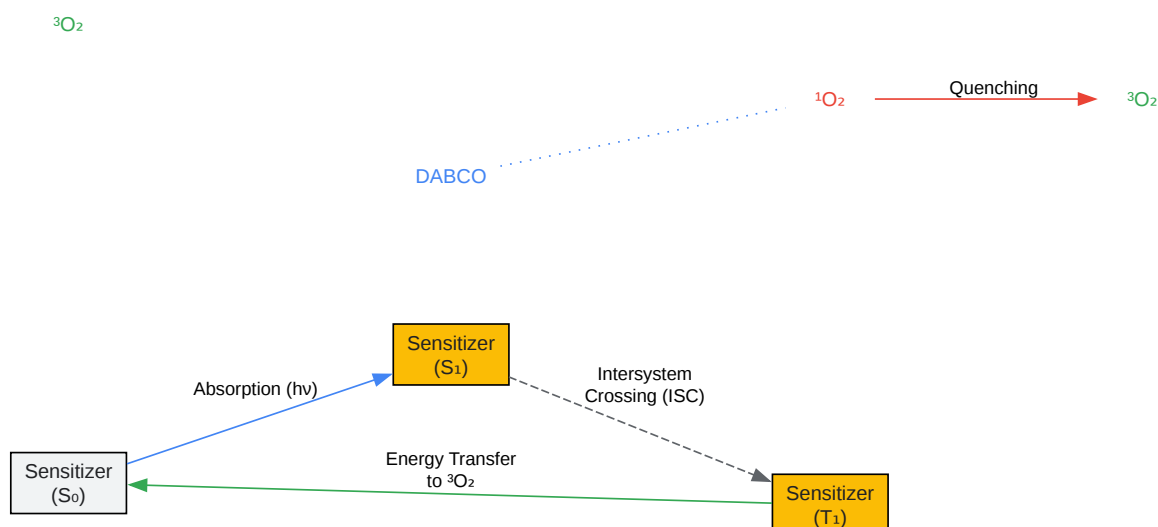 ³O₂
¹O₂
Quenching
³O₂
DABCO
Sensitizer
(S₁)
Absorption (hν)
Intersystem
Crossing (ISC)
Sensitizer
(S₀)
Energy Transfer
to ³O₂
Sensitizer
(T₁)